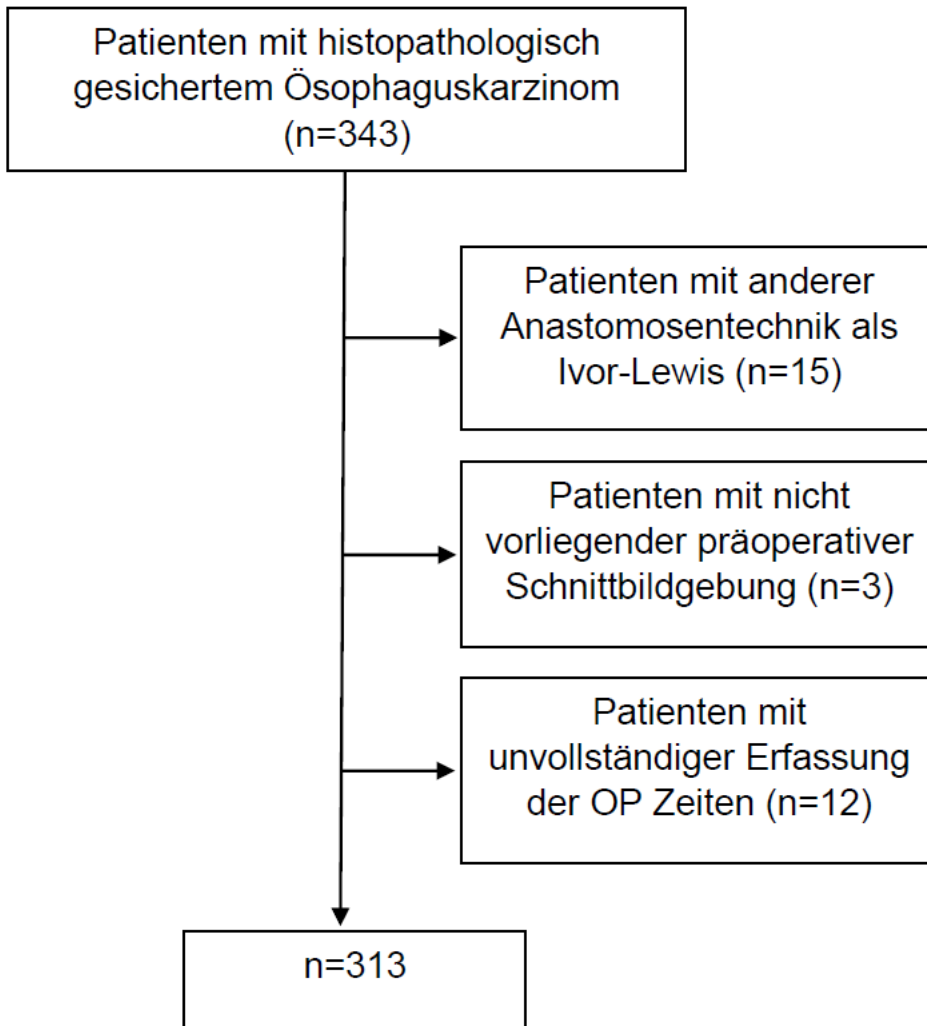 Patienten mit histopathologisch
gesichertem Ösophaguskarzinom
(n=343)
Patienten mit anderer
Anastomosentechnik als
Ivor-Lewis (n=15)
Patienten mit nicht
vorliegender präoperativer
Schnittbildgebung (n=3)
Patienten mit
unvollständiger Erfassung
der OP Zeiten (n=12)
n=313